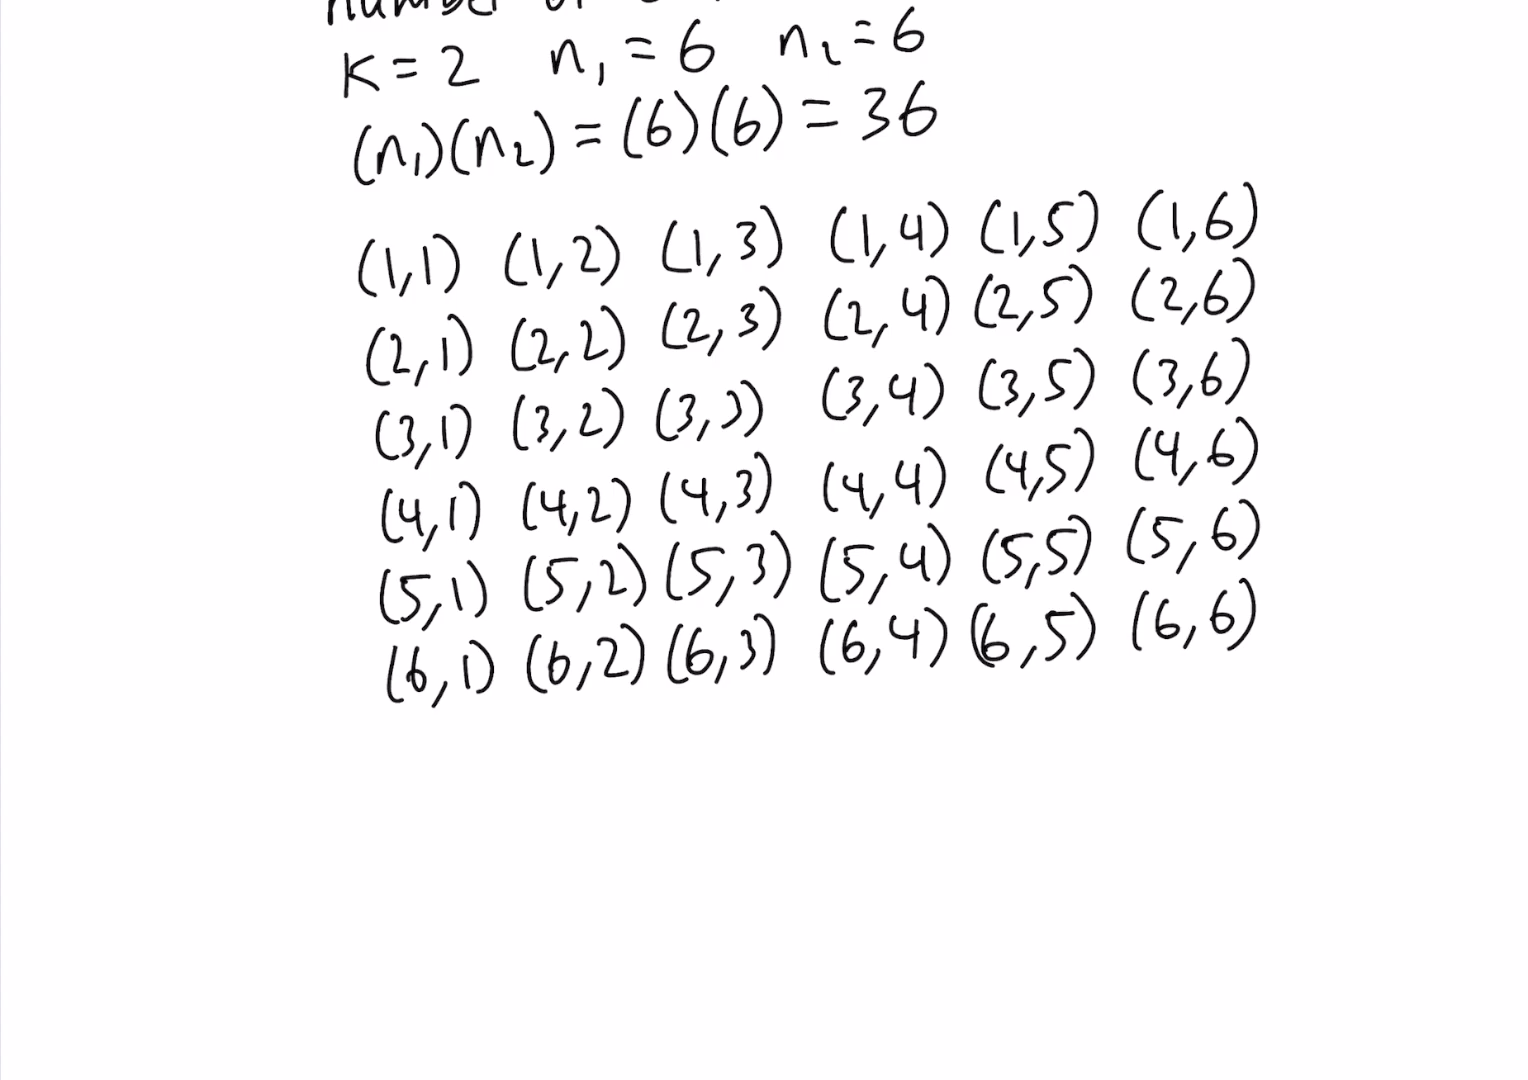 number of
K = 2 n₁ = 6 n₂ = 6
(n₁)(n₂) = (6)(6) = 36
(1,1) (1,2) (1,3) (1,4) (1,5) (1,6)
(2,1) (2,2) (2,3) (2,4) (2,5) (2,6)
(3,1) (3,2) (3,3) (3,4) (3,5) (3,6)
(4,1) (4,2) (4,3) (4,4) (4,5) (4,6)
(5,1) (5,2) (5,3) (5,4) (5,5) (5,6)
(6,1) (6,2) (6,3) (6,4) (6,5) (6,6)